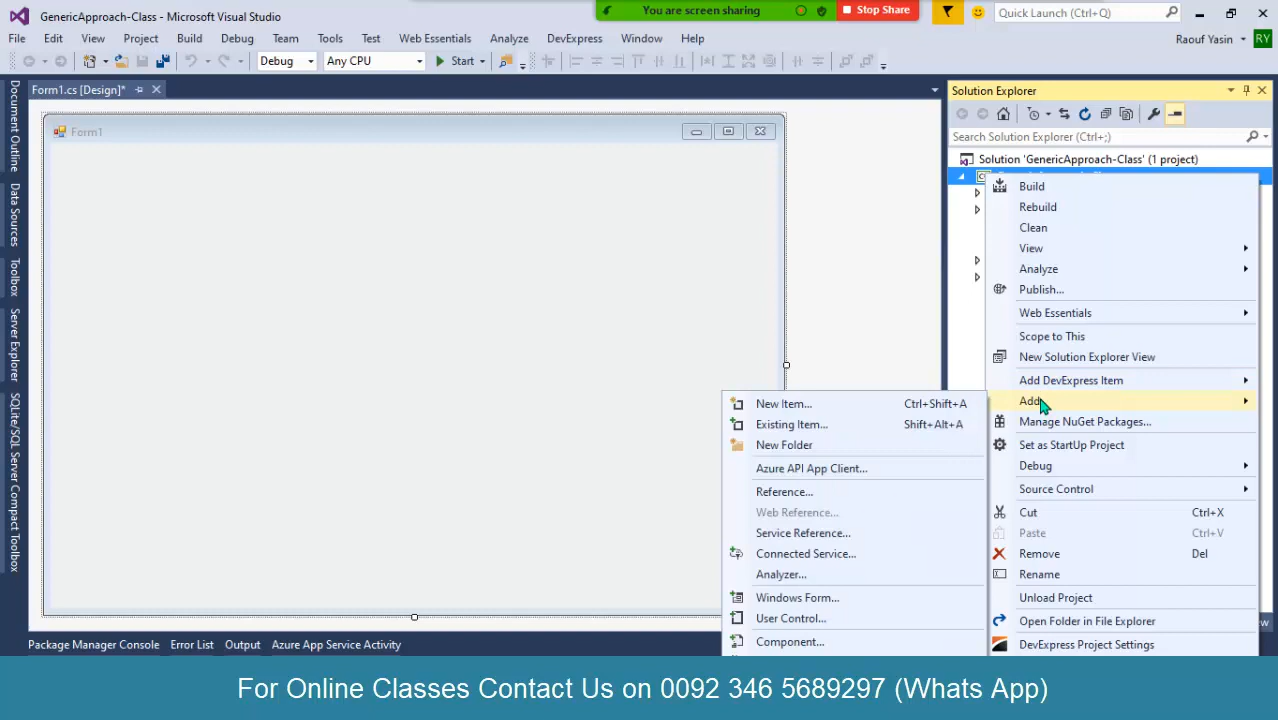 GenericApproach-Class - Microsoft Visual Studio
You are screen sharing
Stop Share
Quick Launch (Ctrl+Q)
File Edit View Project Build Debug Team Tools Test Web Essentials Analyze DevExpress Window Help
Raouf Yasin RY
Debug Any CPU Start
Form1.cs [Design]*
Solution Explorer
Document Outline
Data Sources
Toolbox
Server Explorer
SQLite/SQL Server Compact Toolbox
Form1
Search Solution Explorer (Ctrl+;)
Solution 'GenericApproach-Class' (1 project)
Build
Rebuild
Clean
View
Analyze
Publish...
Web Essentials
Scope to This
New Solution Explorer View
Add DevExpress Item
Add
Manage NuGet Packages...
Set as StartUp Project
Debug
Source Control
Cut Ctrl+X
Paste Ctrl+V
Remove Del
Rename
Unload Project
Open Folder in File Explorer
DevExpress Project Settings
New Item... Ctrl+Shift+A
Existing Item... Shift+Alt+A
New Folder
Azure API App Client...
Reference...
Web Reference...
Service Reference...
Connected Service...
Analyzer...
Windows Form...
User Control...
Component...
Package Manager Console Error List Output Azure App Service Activity
For Online Classes Contact Us on 0092 346 5689297 (Whats App)